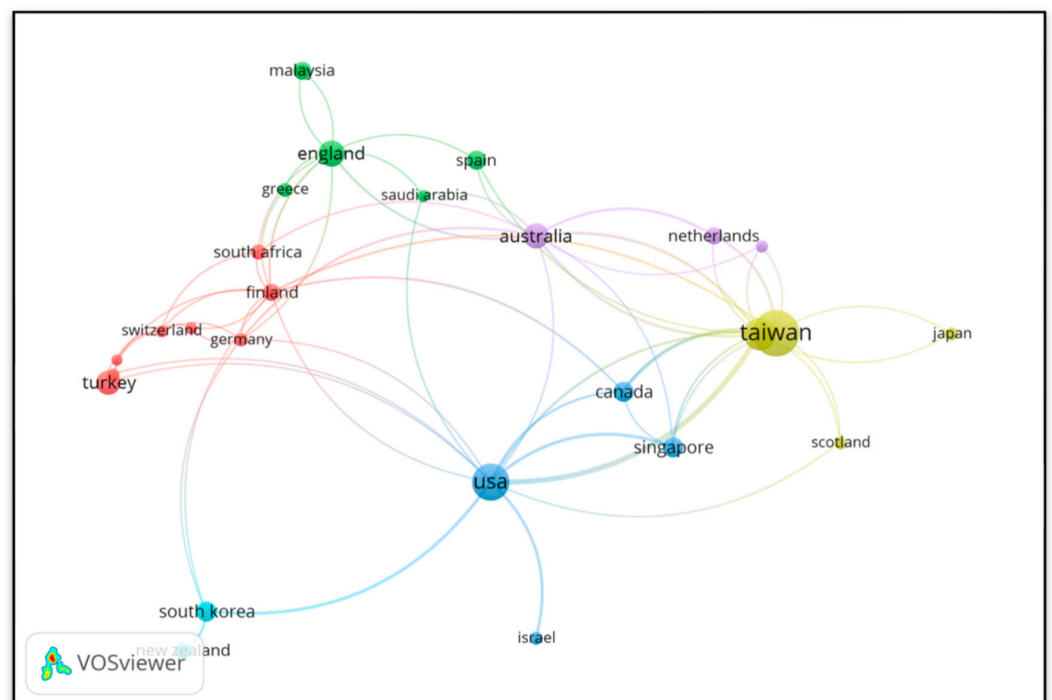 malaysia
england
spain
greece
saudi arabia
australia
netherlands
south africa
finland
switzerland
germany
taiwan
japan
turkey
canada
scotland
singapore
usa
south korea
israel
new zealand
VOSviewer